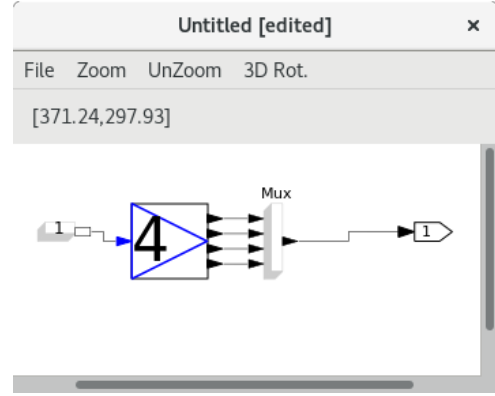 Untitled [edited]
File Zoom UnZoom 3D Rot.
[371.24,297.93]
Mux
1 4 1